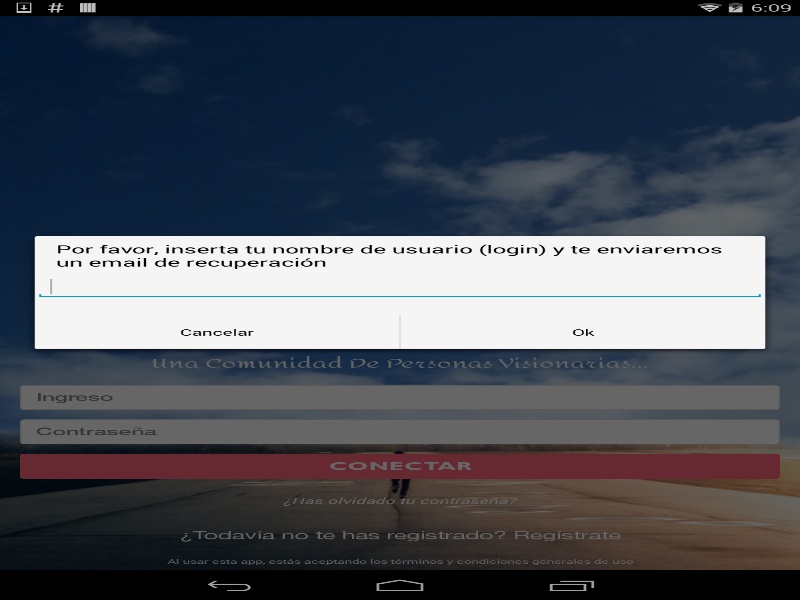 6:09
Por favor, inserta tu nombre de usuario (login) y te enviaremos
un email de recuperación
Cancelar
Ok
Una Comunidad De Personas Visionarias...
Ingreso
Contraseña
CONECTAR
¿Has olvidado tu contraseña?
¿Todavía no te has registrado? Registrate
Al usar esta app, estás aceptando los términos y condiciones generales de uso